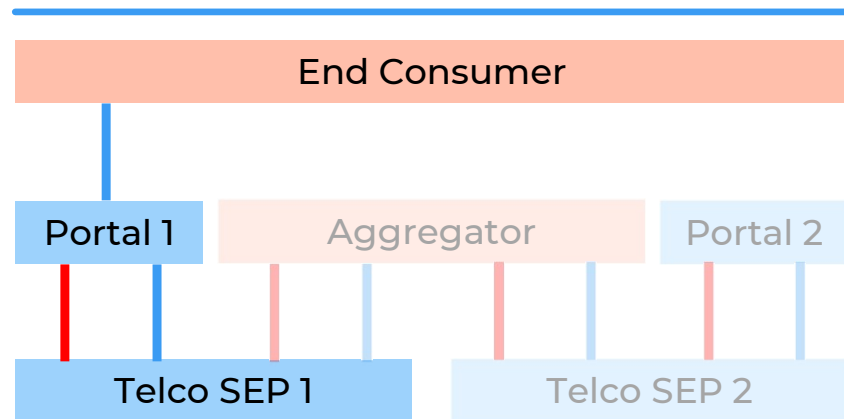 End Consumer
Portal 1
Aggregator
Portal 2
Telco SEP 1
Telco SEP 2